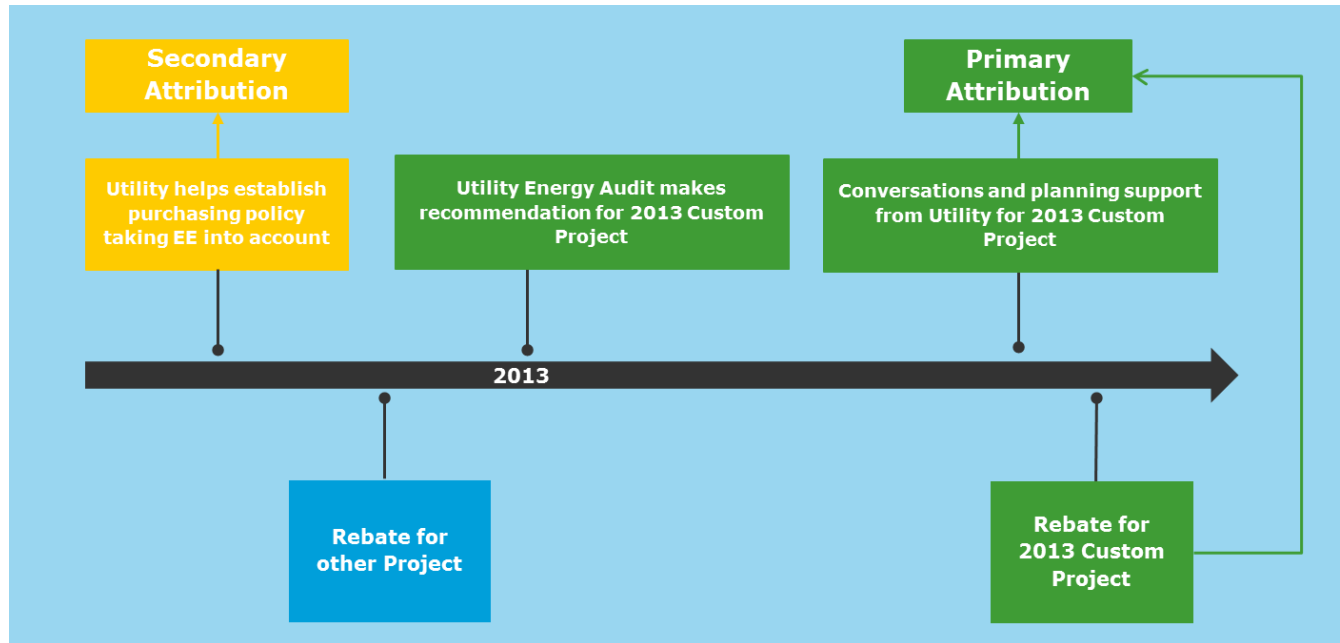 Secondary
Attribution
Primary
Attribution
Utility helps establish
purchasing policy
taking EE into account
Utility Energy Audit makes
recommendation for 2013 Custom
Project
Conversations and planning support
from Utility for 2013 Custom
Project
2013
Rebate for
other Project
Rebate for
2013 Custom
Project